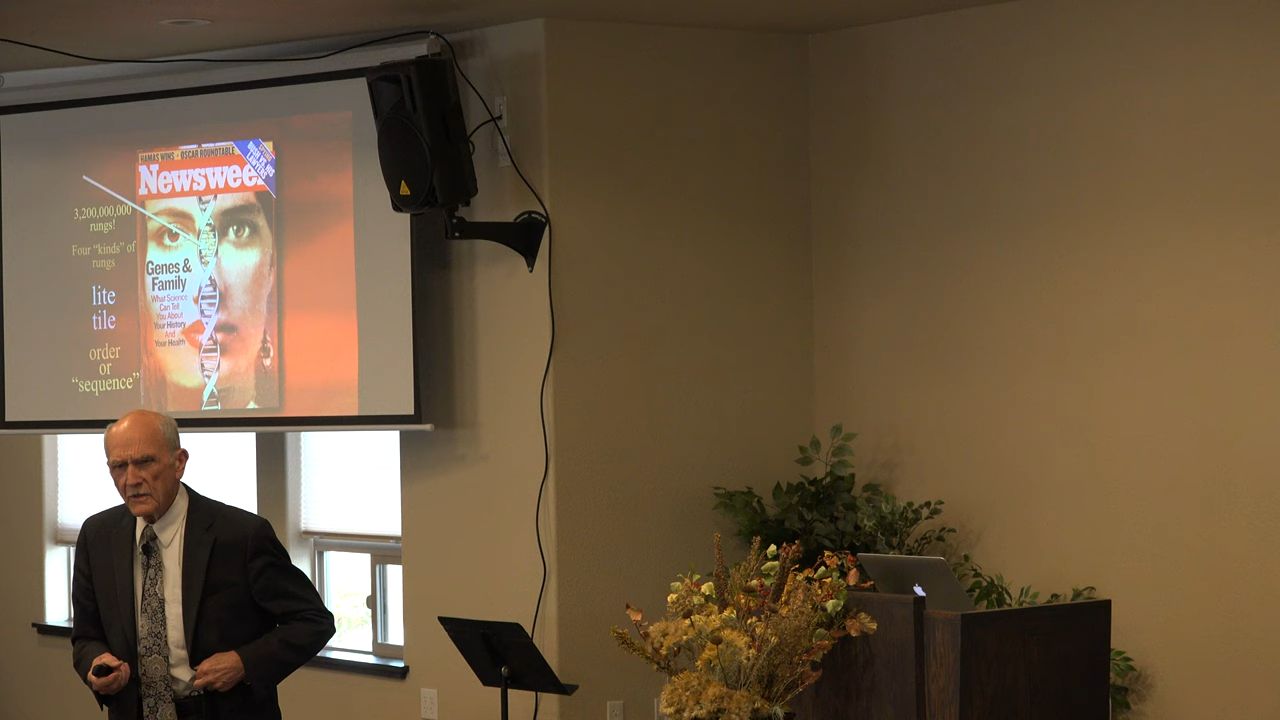 HAMAS WINS · OSCAR ROUNDTABLE
Newswee
3,200,000,000
rungs!
Four “kinds” of
rungs
lite
tile
order
or
“sequence”
Genes &
Family
What Science
Can Tell
You About
Your History
And
Your Health